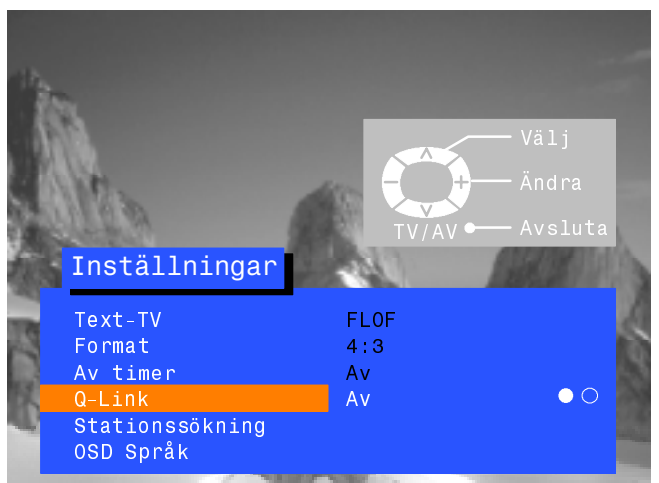 Välj
Ändra
TV/AV Avsluta
Inställningar
Text-TV FLOF
Format 4:3
Av timer Av
Q-Link Av
Stationssökning
OSD Språk